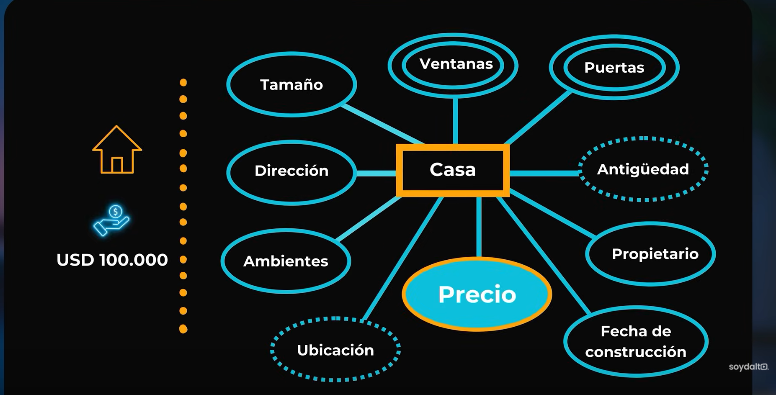 Ventanas
Puertas
Tamaño
Casa
Dirección
Antigüedad
USD 100.000
Ambientes
Propietario
Precio
Ubicación
Fecha de
construcción
soydalto.